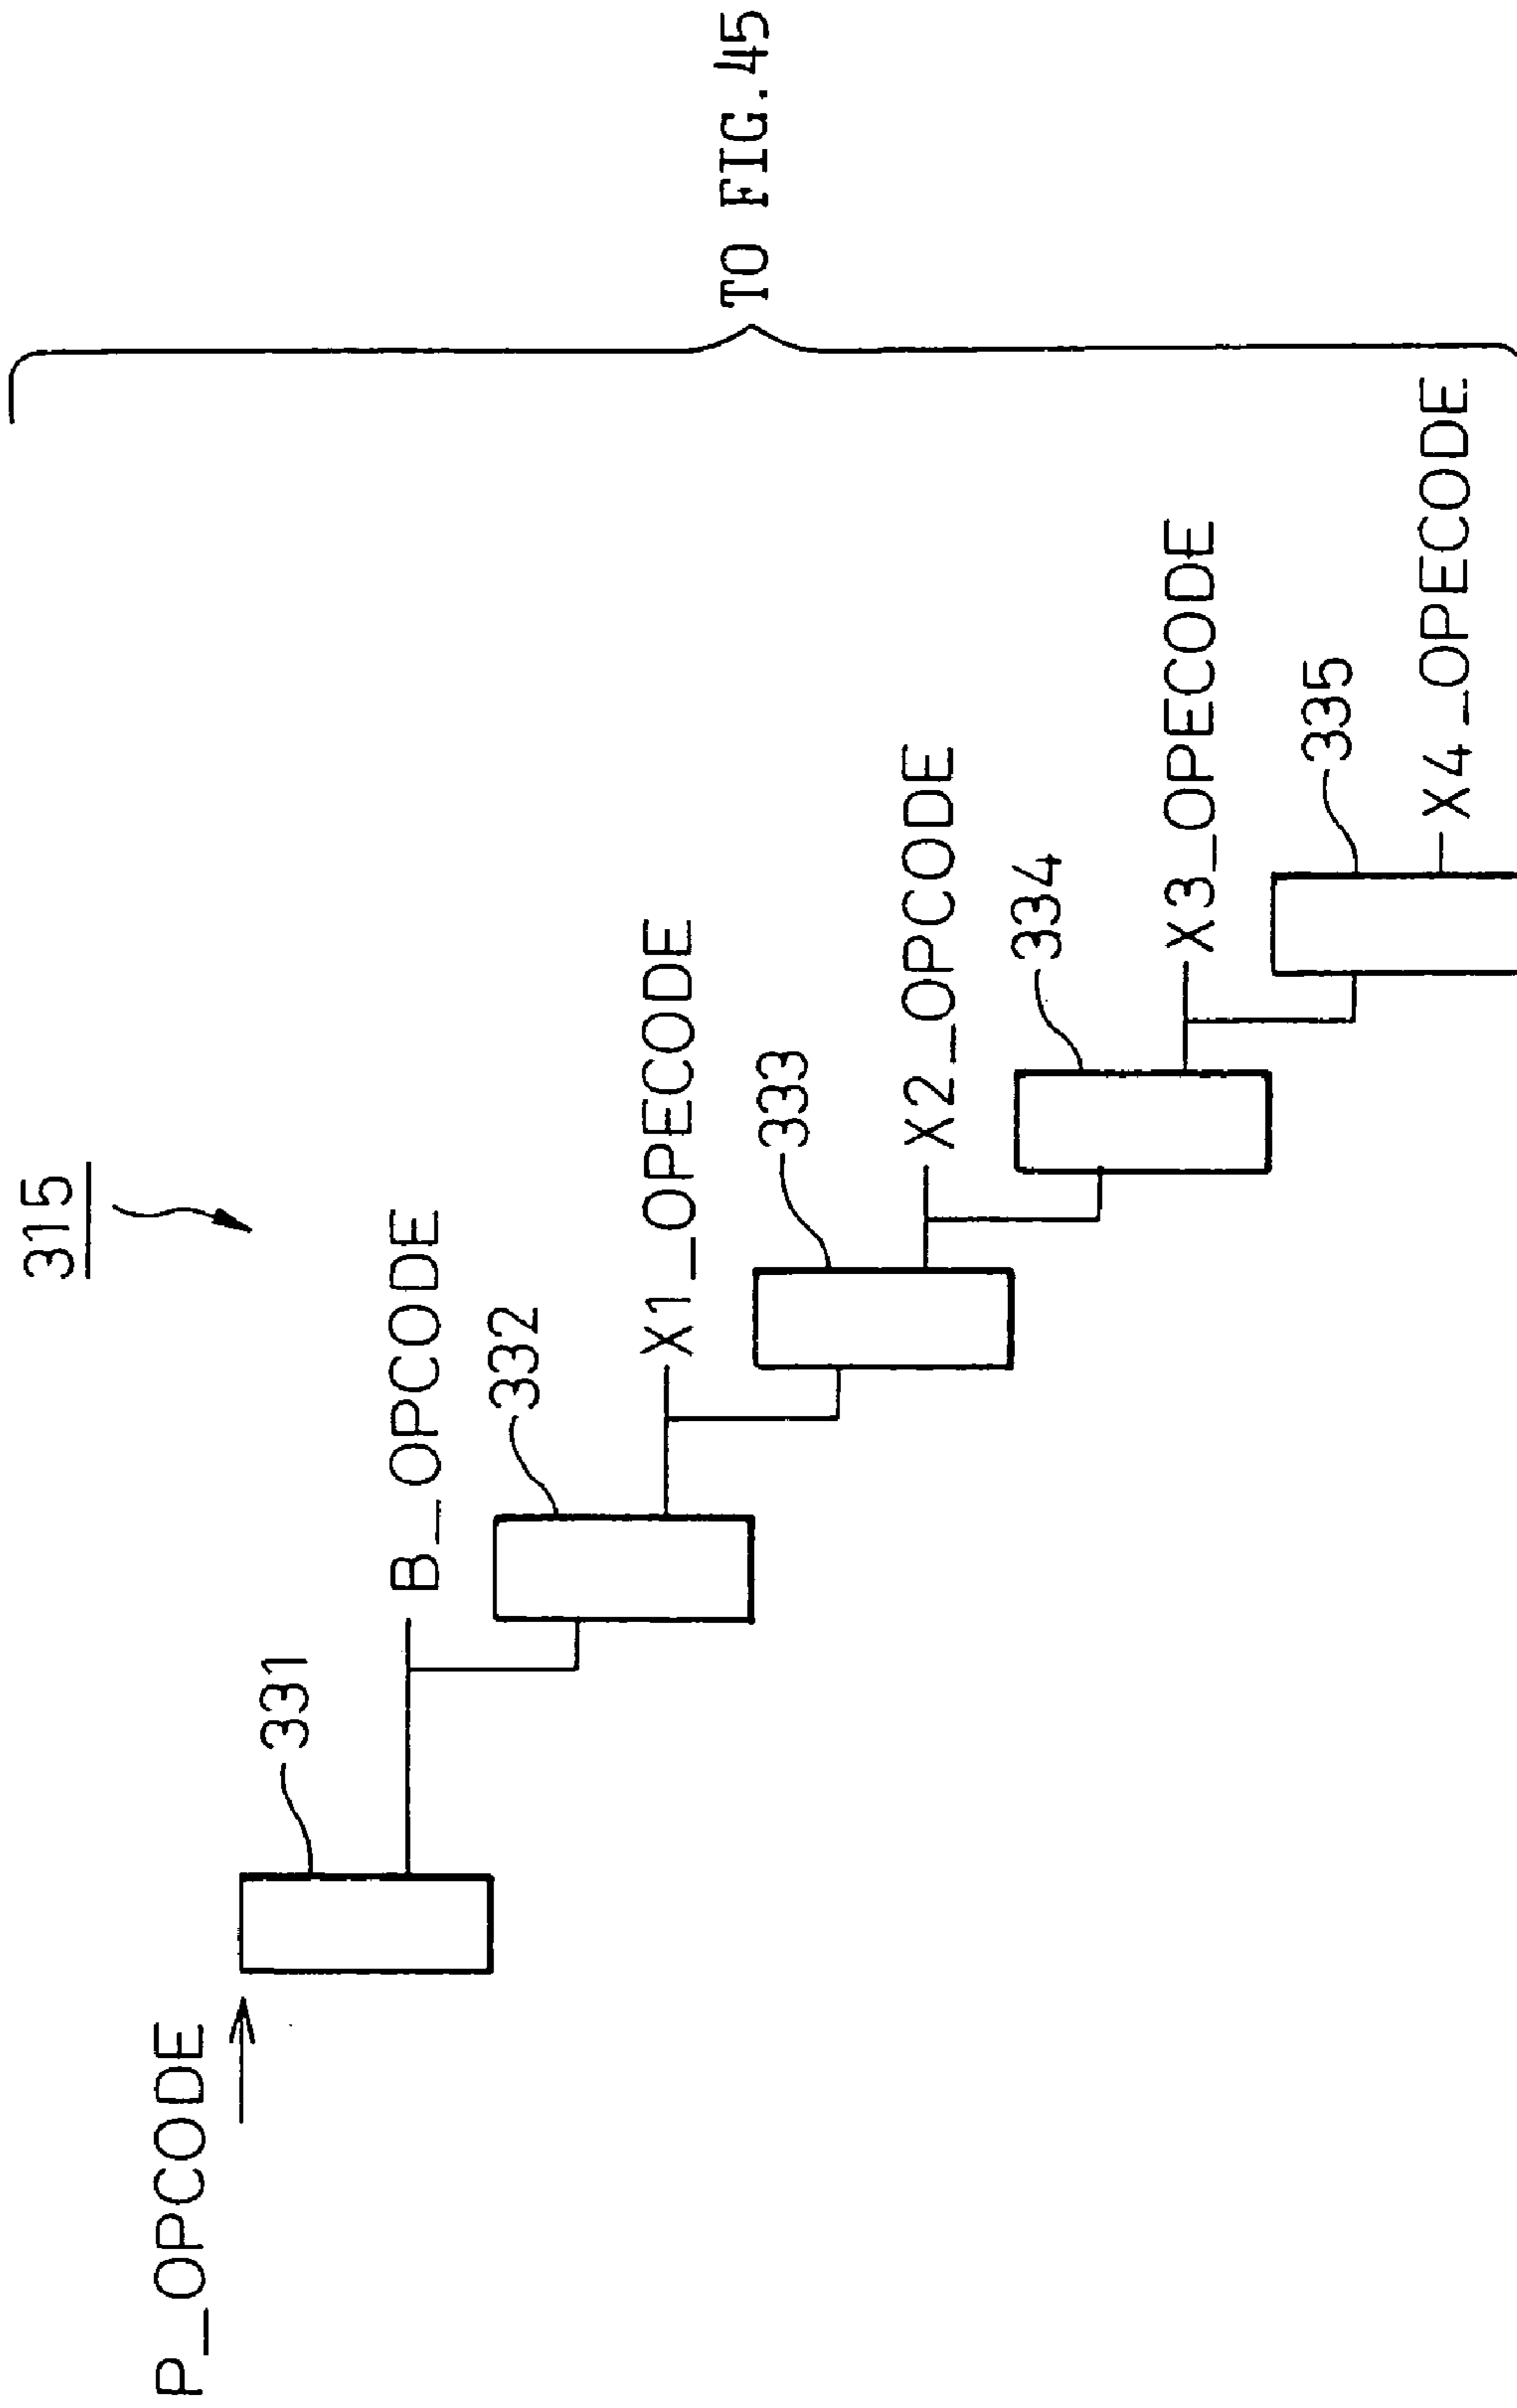 315
P_OPCODE
331
B_OPCODE
332
X1_OPECODE
333
X2_OPCODE
334
X3_OPECODE
335
X4_OPECODE
TO FIG.45